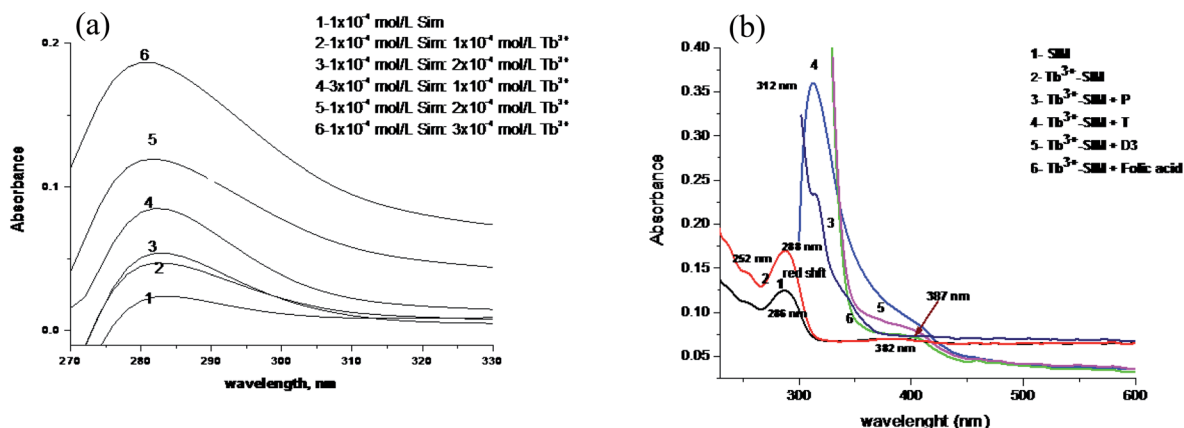 (a)
1-1x10⁻⁴ mol/L Sim
2-1x10⁻⁴ mol/L Sim: 1x10⁻⁴ mol/L Tb³⁺
3-1x10⁻⁴ mol/L Sim: 2x10⁻⁴ mol/L Tb³⁺
4-3x10⁻⁴ mol/L Sim: 1x10⁻⁴ mol/L Tb³⁺
5-1x10⁻⁴ mol/L Sim: 2x10⁻⁴ mol/L Tb³⁺
6-1x10⁻⁴ mol/L Sim: 3x10⁻⁴ mol/L Tb³⁺
0.2
0.1
0.0
Absorbance
6
5
4
3
2
1
270 280 290 300 310 320 330
wavelength, nm
(b)
1- SIM
2- Tb³⁺-SIM
3- Tb³⁺-SIM + P
4- Tb³⁺-SIM + T
5- Tb³⁺-SIM + D3
6- Tb³⁺-SIM + Folic acid
0.40
0.35
0.30
0.25
0.20
0.15
0.10
0.05
Absorbance
4
312 nm
3
252 nm
288 nm
2
red shft
1
286 nm
5
6
387 nm
382 nm
300 400 500 600
wavelenght (nm)